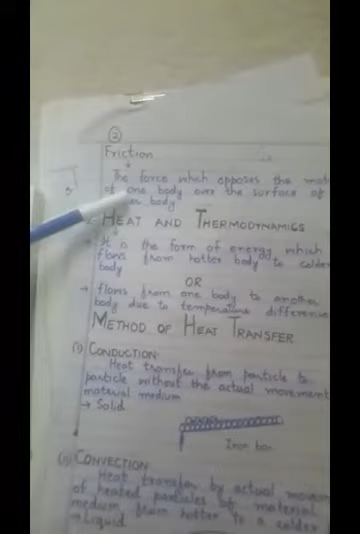 2
Friction
The force which opposes the
of one body over the surface of
body
HEAT AND THERMODYNAMICS
→ It is the form of energy which
flows from hotter body to colder
body
OR
→ flows from one body to another
body due to temperature difference
METHOD OF HEAT TRANSFER
(i) CONDUCTION:
Heat transfer from particle to
particle without the actual movement
material medium
→ Solid
Iron bar
(ii) CONVECTION
Heat transfer by actual
of heated particles of material
medium from hotter to a colder
Liquid